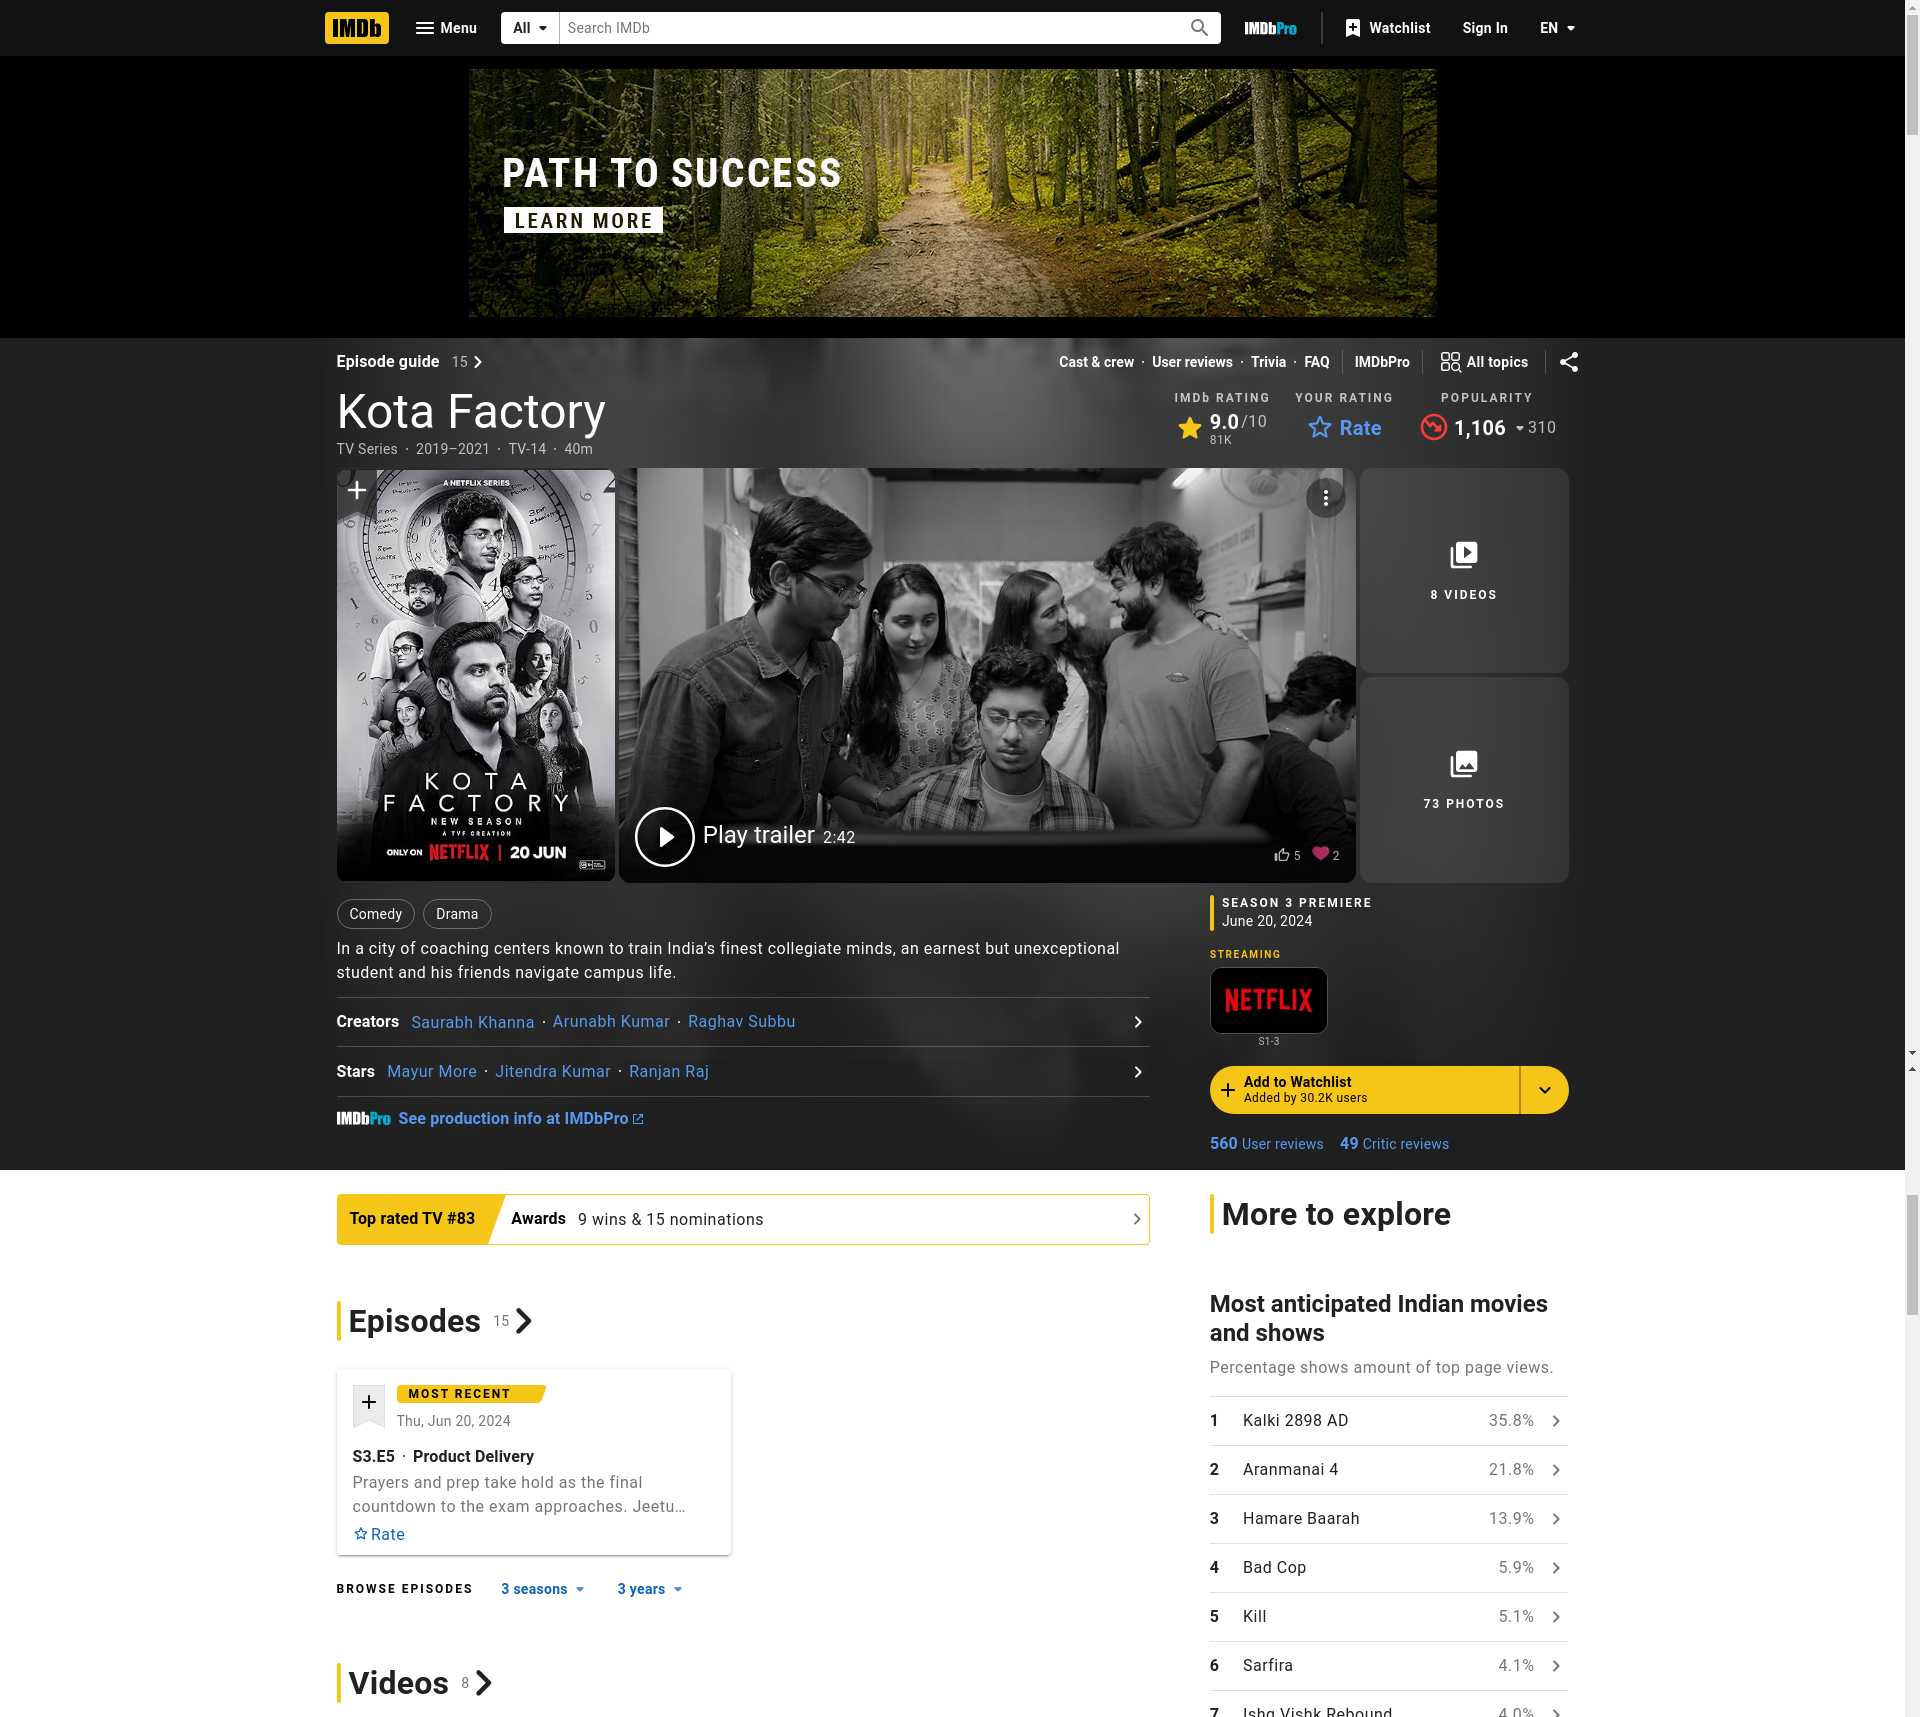 IMDb Menu All Search IMDb IMDbPro Watchlist Sign In EN
PATH TO SUCCESS
LEARN MORE
Episode guide 15
Cast & crew · User reviews · Trivia · FAQ IMDbPro All topics
Kota Factory
TV Series · 2019–2021 · TV-14 · 40m
IMDb RATING YOUR RATING POPULARITY
9.0/10 Rate 1,106 310
81K
A NETFLIX SERIES
KOTA
FACTORY
NEW SEASON
A TVF CREATION
ONLY ON NETFLIX | 20 JUN
Play trailer 2:42
5 2
8 VIDEOS
73 PHOTOS
Comedy Drama
In a city of coaching centers known to train India’s finest collegiate minds, an earnest but unexceptional
student and his friends navigate campus life.
Creators Saurabh Khanna · Arunabh Kumar · Raghav Subbu
Stars Mayur More · Jitendra Kumar · Ranjan Raj
IMDbPro See production info at IMDbPro
SEASON 3 PREMIERE
June 20, 2024
STREAMING
NETFLIX
S1-3
Add to Watchlist
Added by 30.2K users
560 User reviews 49 Critic reviews
Top rated TV #83 Awards 9 wins & 15 nominations
Episodes 15
MOST RECENT
Thu, Jun 20, 2024
S3.E5 · Product Delivery
Prayers and prep take hold as the final
countdown to the exam approaches. Jeetu…
Rate
BROWSE EPISODES 3 seasons 3 years
Videos 8
More to explore
Most anticipated Indian movies
and shows
Percentage shows amount of top page views.
1 Kalki 2898 AD 35.8%
2 Aranmanai 4 21.8%
3 Hamare Baarah 13.9%
4 Bad Cop 5.9%
5 Kill 5.1%
6 Sarfira 4.1%
7 Ishq Vishk Rebound 4.0%